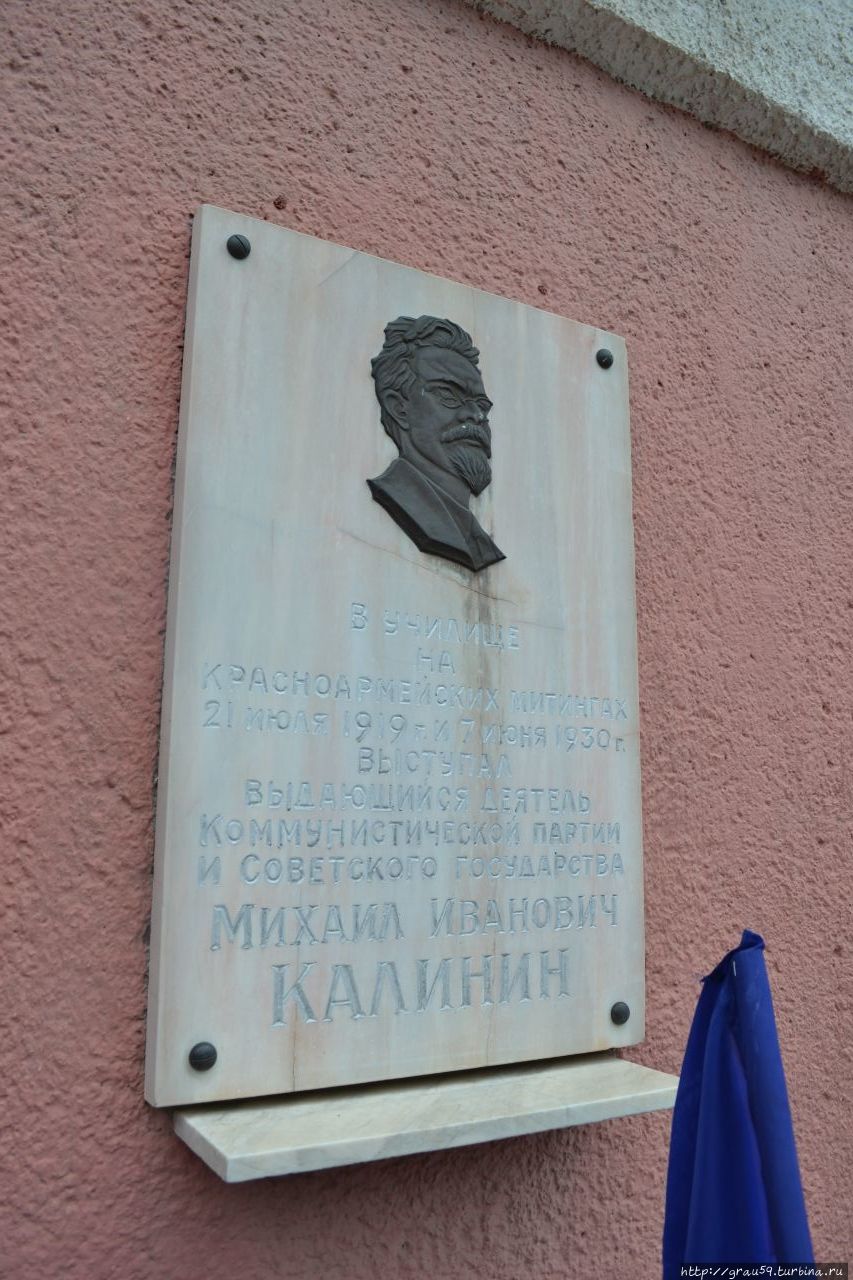 В УЧИЛИЩЕ
НА
КРАСНОАРМЕЙСКИХ МИТИНГАХ
21 ИЮЛЯ 1919 г. И 7 ИЮНЯ 1930 г.
ВЫСТУПАЛ
ВЫДАЮЩИЙСЯ ДЕЯТЕЛЬ
КОММУНИСТИЧЕСКОЙ ПАРТИИ
И СОВЕТСКОГО ГОСУДАРСТВА
МИХАИЛ ИВАНОВИЧ
КАЛИНИН
http://grau59.turbina.ru